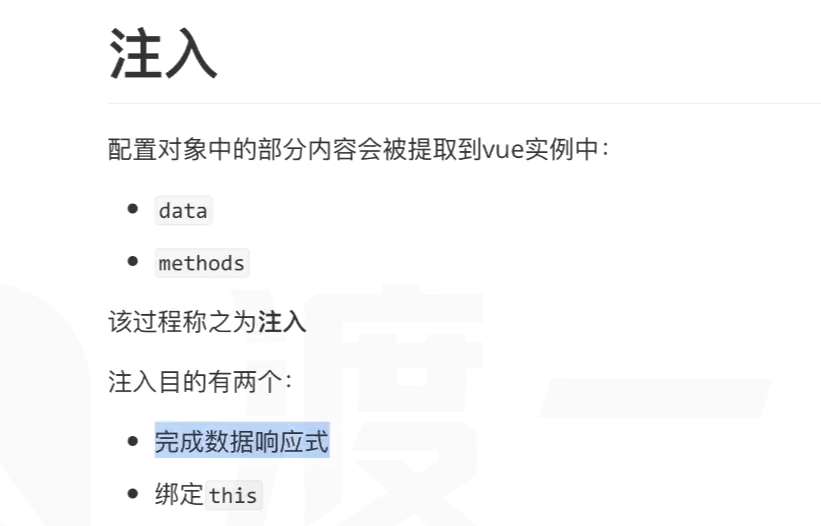 注入
配置对象中的部分内容会被提取到vue实例中：
data
methods
该过程称之为注入
注入目的有两个：
完成数据响应式
绑定this
渡一